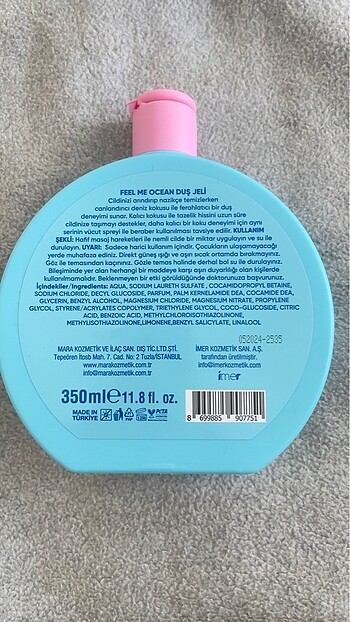 FEEL ME OCEAN DUŞ JELİ
Cildinizi arındırıp nazikçe temizlerken
canlandırıcı deniz kokusu ile ferahlatıcı bir duş
deneyimi sunar. Kalıcı kokusu ile tazelik hissini uzun süre
cildinizde taşımayı destekler, daha kalıcı bir koku deneyimi için aynı
serinin vücut spreyi ile beraber kullanılması tavsiye edilir. KULLANIM
ŞEKLİ: Hafif masaj hareketleri ile nemli cilde bir miktar uygulayın ve su ile
durulayın. UYARI: Sadece harici kullanım içindir. Çocukların ulaşamayacağı
yerde muhafaza ediniz. Direkt güneş ışığı ve aşırı sıcak ortamda bırakmayınız.
Göz ile temasından kaçınınız. Gözle temas halinde derhal bol su ile durulayınız.
Bileşiminde yer alan herhangi bir maddeye karşı aşırı duyarlılığı olan kişilerde
kullanılmamalıdır. Beklenmeyen bir etki görüldüğünde doktorunuza başvurunuz.
İçindekiler/Ingredients: AQUA, SODIUM LAURETH SULFATE, COCAMIDOPROPYL BETAINE,
SODIUM CHLORIDE, DECYL GLUCOSIDE, PARFUM, PALM KERNELAMIDE DEA, COCAMIDE DEA,
GLYCERIN, BENZYL ALCOHOL, MAGNESIUM CHLORIDE, MAGNESIUM NITRATE, PROPYLENE
GLYCOL, STYRENE/ACRYLATES COPOLYMER, TRIETHYLENE GLYCOL, COCO-GLUCOSIDE, CITRIC
ACID, BENZOIC ACID, METHYLCHLOROISOTHIAZOLINONE,
METHYLISOTHIAZOLINONE,LIMONENE,BENZYL SALICYLATE, LINALOOL
052024-2535
MARA KOZMETİK VE İLAÇ SAN. DIŞ TİC.LTD.ŞTİ.
Tepeören Itosb Mah. 7. Cad. No: 2 Tuzla/İSTANBUL
www.marakozmetik.com.tr
info@marakozmetik.com.tr
İMER KOZMETİK SAN. A.Ş.
tarafından üretilmiştir.
info@imerkozmetik.com
imer
350ml℮11.8 fl. oz.
MADE IN
TÜRKİYE
8 699885 907751